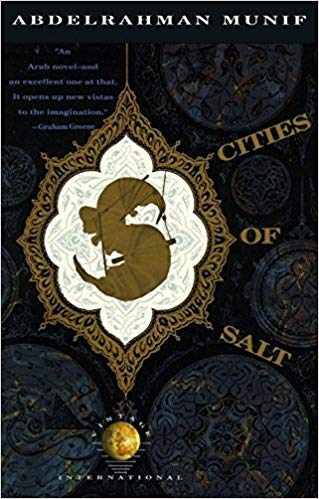 ABDELRAHMAN MUNIF
"An
Arab novel–and
an excellent one at that.
It opens up new vistas
to the imagination."
—Graham Greene
CITIES
OF
SALT
VINTAGE
INTERNATIONAL